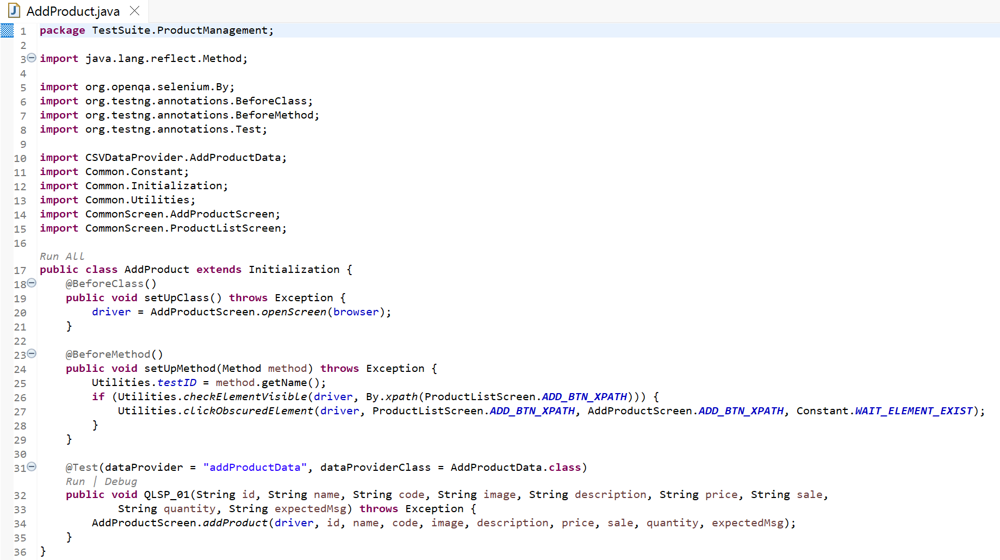 AddProduct.java
1 package TestSuite.ProductManagement;
2
3 import java.lang.reflect.Method;
4
5 import org.openqa.selenium.By;
6 import org.testng.annotations.BeforeClass;
7 import org.testng.annotations.BeforeMethod;
8 import org.testng.annotations.Test;
9
10 import CSVDataProvider.AddProductData;
11 import Common.Constant;
12 import Common.Initialization;
13 import Common.Utilities;
14 import CommonScreen.AddProductScreen;
15 import CommonScreen.ProductListScreen;
16
Run All
17 public class AddProduct extends Initialization {
18     @BeforeClass()
19     public void setUpClass() throws Exception {
20         driver = AddProductScreen.openScreen(browser);
21     }
22
23     @BeforeMethod()
24     public void setUpMethod(Method method) throws Exception {
25         Utilities.testID = method.getName();
26         if (Utilities.checkElementVisible(driver, By.xpath(ProductListScreen.ADD_BTN_XPATH))) {
27             Utilities.clickObscuredElement(driver, ProductListScreen.ADD_BTN_XPATH, AddProductScreen.ADD_BTN_XPATH, Constant.WAIT_ELEMENT_EXIST);
28         }
29     }
30
31     @Test(dataProvider = "addProductData", dataProviderClass = AddProductData.class)
Run | Debug
32     public void QLSP_01(String id, String name, String code, String image, String description, String price, String sale,
33             String quantity, String expectedMsg) throws Exception {
34         AddProductScreen.addProduct(driver, id, name, code, image, description, price, sale, quantity, expectedMsg);
35     }
36 }